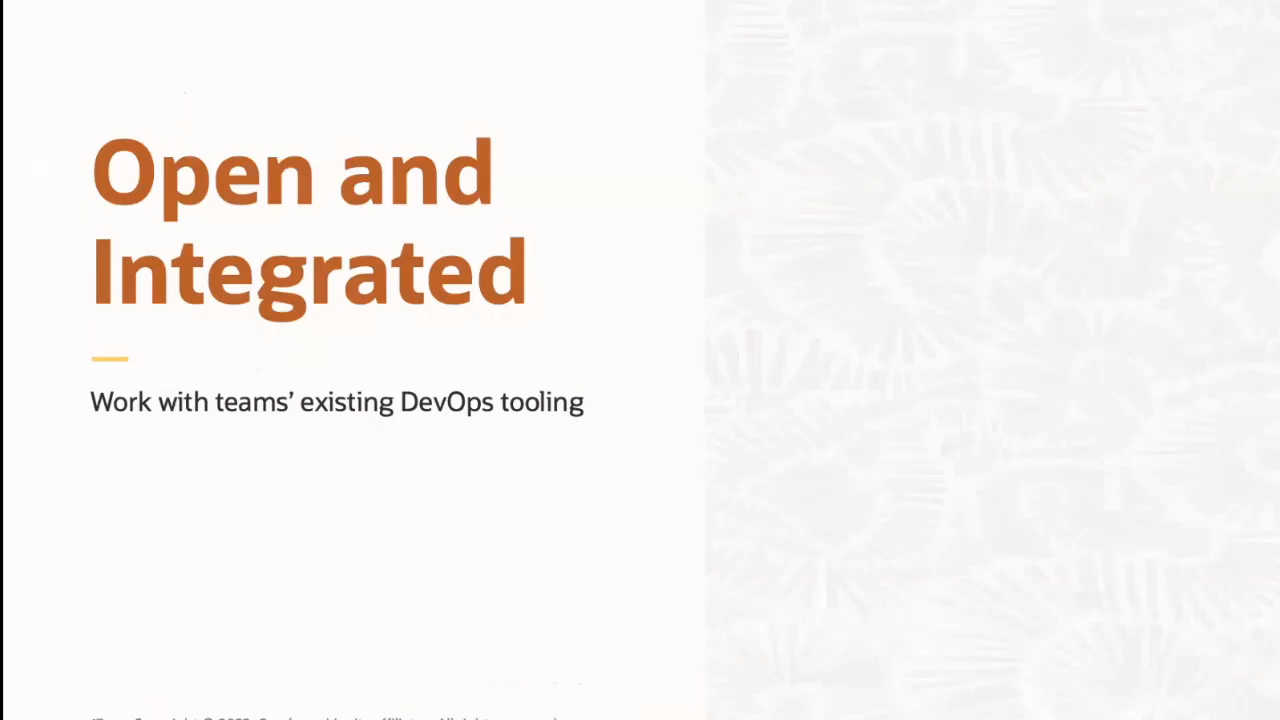 Open and
Integrated
Work with teams’ existing DevOps tooling